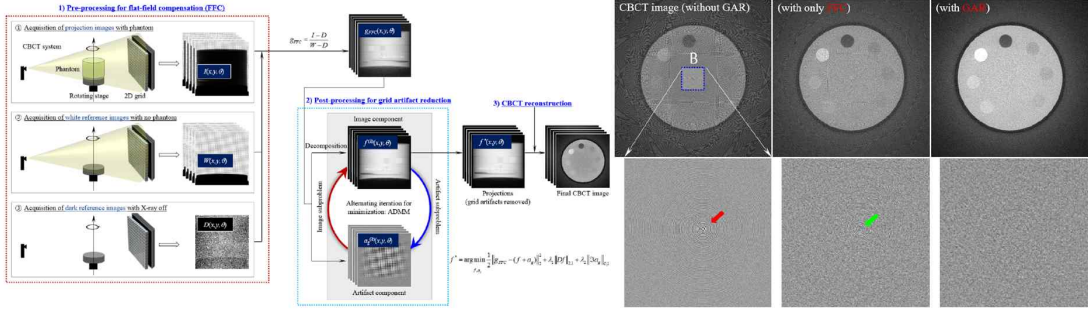 1) Pre-processing for flat-field compensation (FFC)
① Acquisition of projection images with phantom
CBCT system
Phantom
Rotating stage
2D grid
I(x,y,θ)
② Acquisition of white reference images with no phantom
W(x,y,θ)
③ Acquisition of dark reference images with X-ray off
D(x,y,θ)
g_FFC = I − D / W − D
g_FFC(x,y,θ)
2) Post-processing for grid artifact reduction
Image component
Decomposition
f^(k)(x,y,θ)
Image subproblem
Artifact subproblem
Alternating iteration for
minimization: ADMM
Artifact component
3) CBCT reconstruction
f*(x,y,θ)
Projections
(grid artifacts removed)
Final CBCT image
CBCT image (without GAR)
B
(with only FFC)
(with GAR)